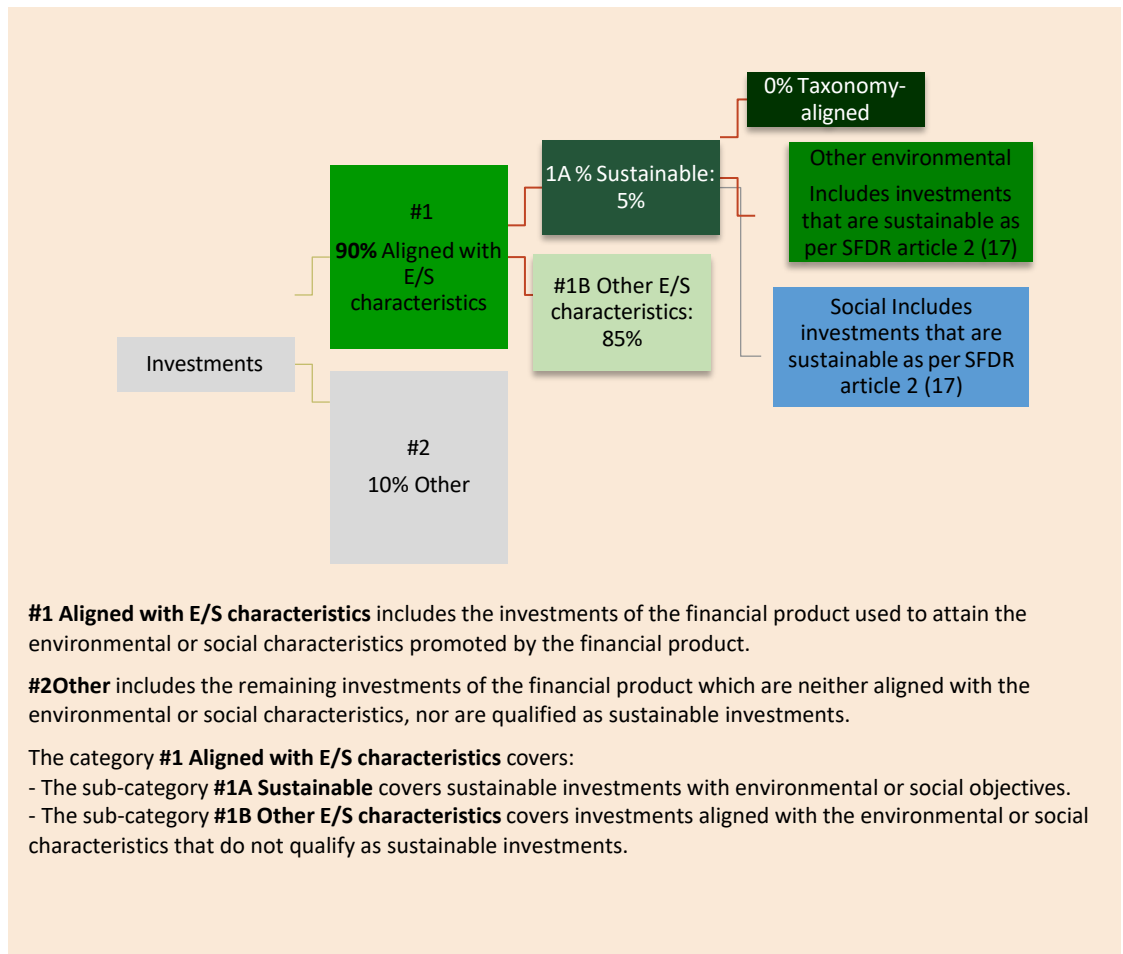 Investments
#1
90% Aligned with
E/S
characteristics
#2
10% Other
1A % Sustainable:
5%
#1B Other E/S
characteristics:
85%
0% Taxonomy-
aligned
Other environmental
Includes investments
that are sustainable as
per SFDR article 2 (17)
Social Includes
investments that are
sustainable as per SFDR
article 2 (17)
#1 Aligned with E/S characteristics includes the investments of the financial product used to attain the
environmental or social characteristics promoted by the financial product.
#2Other includes the remaining investments of the financial product which are neither aligned with the
environmental or social characteristics, nor are qualified as sustainable investments.
The category #1 Aligned with E/S characteristics covers:
- The sub-category #1A Sustainable covers sustainable investments with environmental or social objectives.
- The sub-category #1B Other E/S characteristics covers investments aligned with the environmental or social
characteristics that do not qualify as sustainable investments.